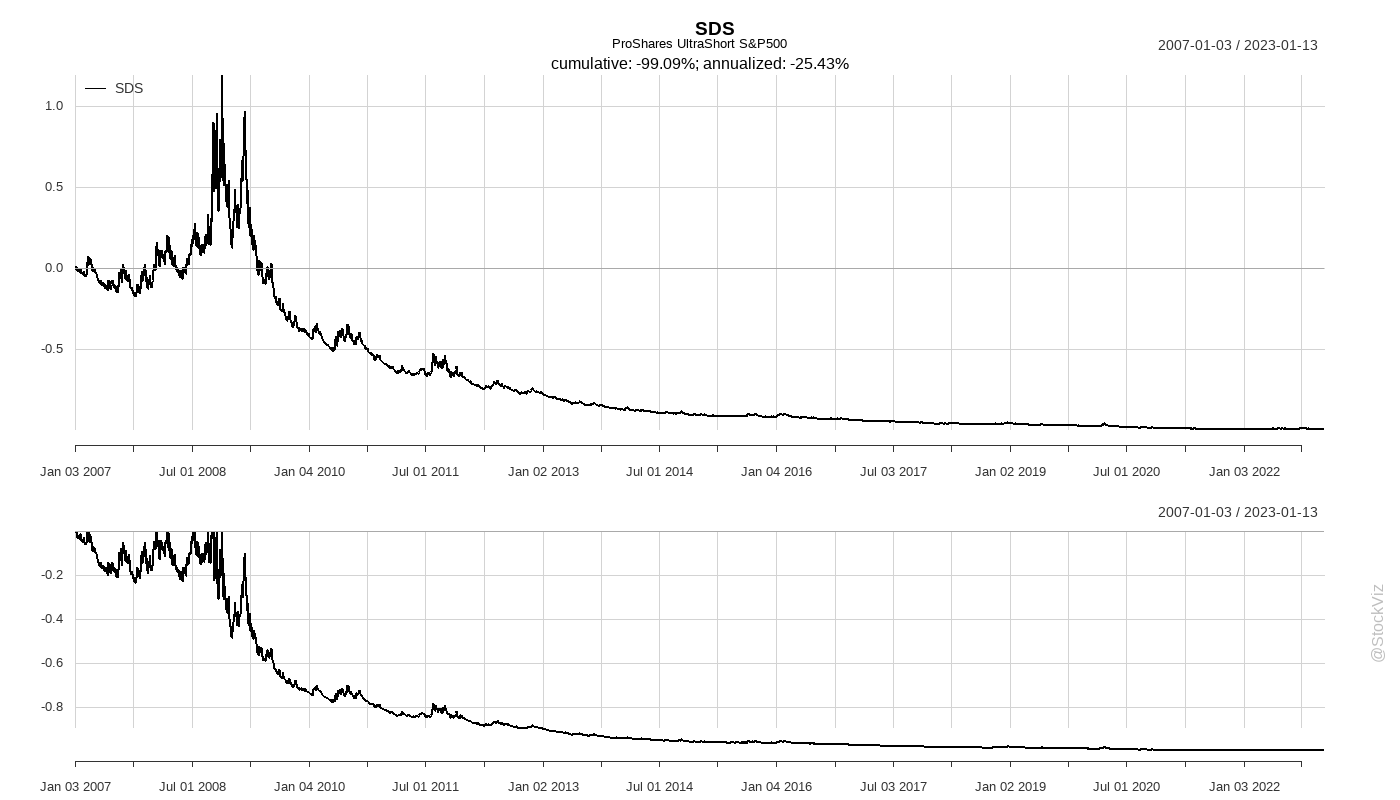 SDS
ProShares UltraShort S&P500
2007-01-03 / 2023-01-13
cumulative: -99.09%; annualized: -25.43%
SDS
1.0
0.5
0.0
-0.5
Jan 03 2007 Jul 01 2008 Jan 04 2010 Jul 01 2011 Jan 02 2013 Jul 01 2014 Jan 04 2016 Jul 03 2017 Jan 02 2019 Jul 01 2020 Jan 03 2022
2007-01-03 / 2023-01-13
-0.2
-0.4
-0.6
-0.8
Jan 03 2007 Jul 01 2008 Jan 04 2010 Jul 01 2011 Jan 02 2013 Jul 01 2014 Jan 04 2016 Jul 03 2017 Jan 02 2019 Jul 01 2020 Jan 03 2022
@StockViz